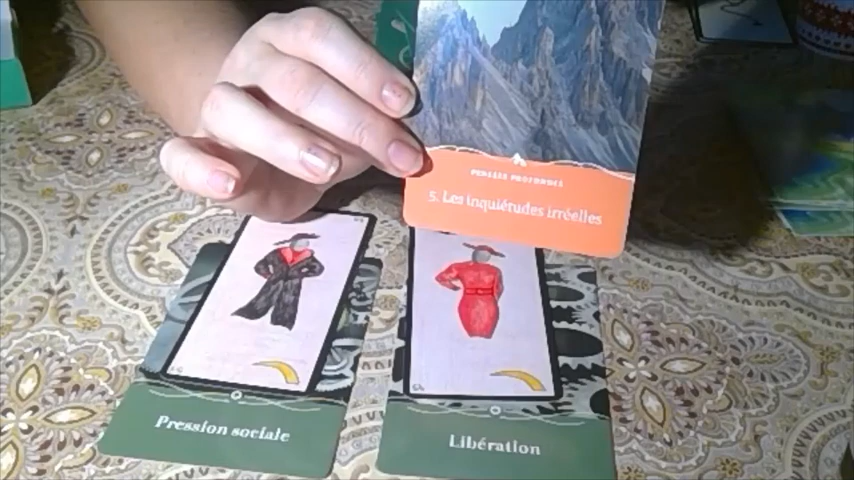 PENSÉES PROFONDES
5. Les inquiétudes irréelles
Pression sociale
Libération